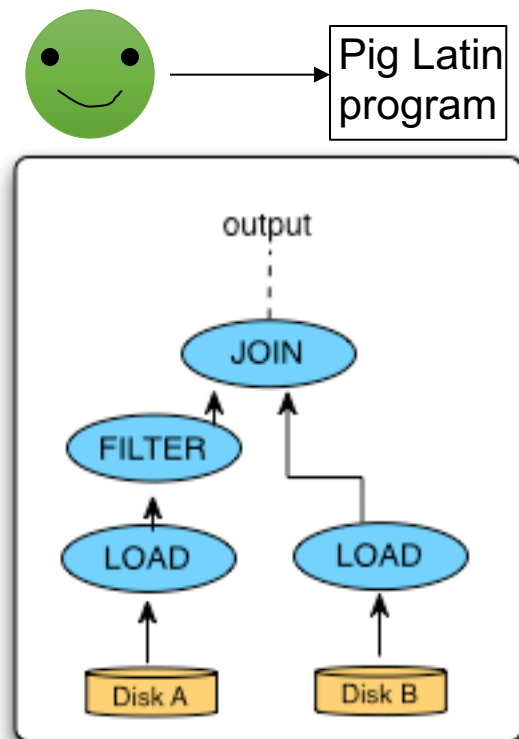 Pig Latin
program
output
JOIN
FILTER
LOAD
LOAD
Disk A
Disk B